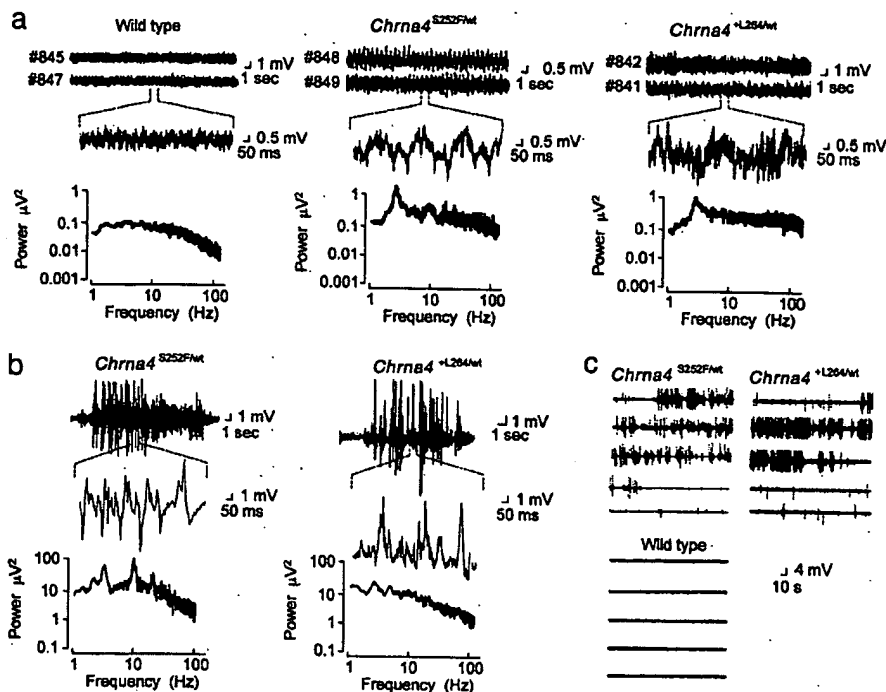 a
Wild type
#845
#847
1 mV
1 sec
0.5 mV
50 ms
Power μV²
1
0.1
0.01
0.001
1 10 100
Frequency (Hz)
Chrna4 S252F/wt
#848
#849
0.5 mV
1 sec
0.5 mV
50 ms
Power μV²
1
0.1
0.01
0.001
1 10 100
Frequency (Hz)
Chrna4 +L264/wt
#842
#841
1 mV
1 sec
0.5 mV
50 ms
Power μV²
1
0.1
0.01
0.001
1 10 100
Frequency (Hz)
b
Chrna4 S252F/wt
1 mV
1 sec
1 mV
50 ms
Power μV²
100
10
1
0.1
1 10 100
Frequency (Hz)
Chrna4 +L264/wt
1 mV
1 sec
1 mV
50 ms
Power μV²
100
10
1
0.1
1 10 100
Frequency (Hz)
c
Chrna4 S252F/wt
Chrna4 +L264/wt
Wild type
4 mV
10 s